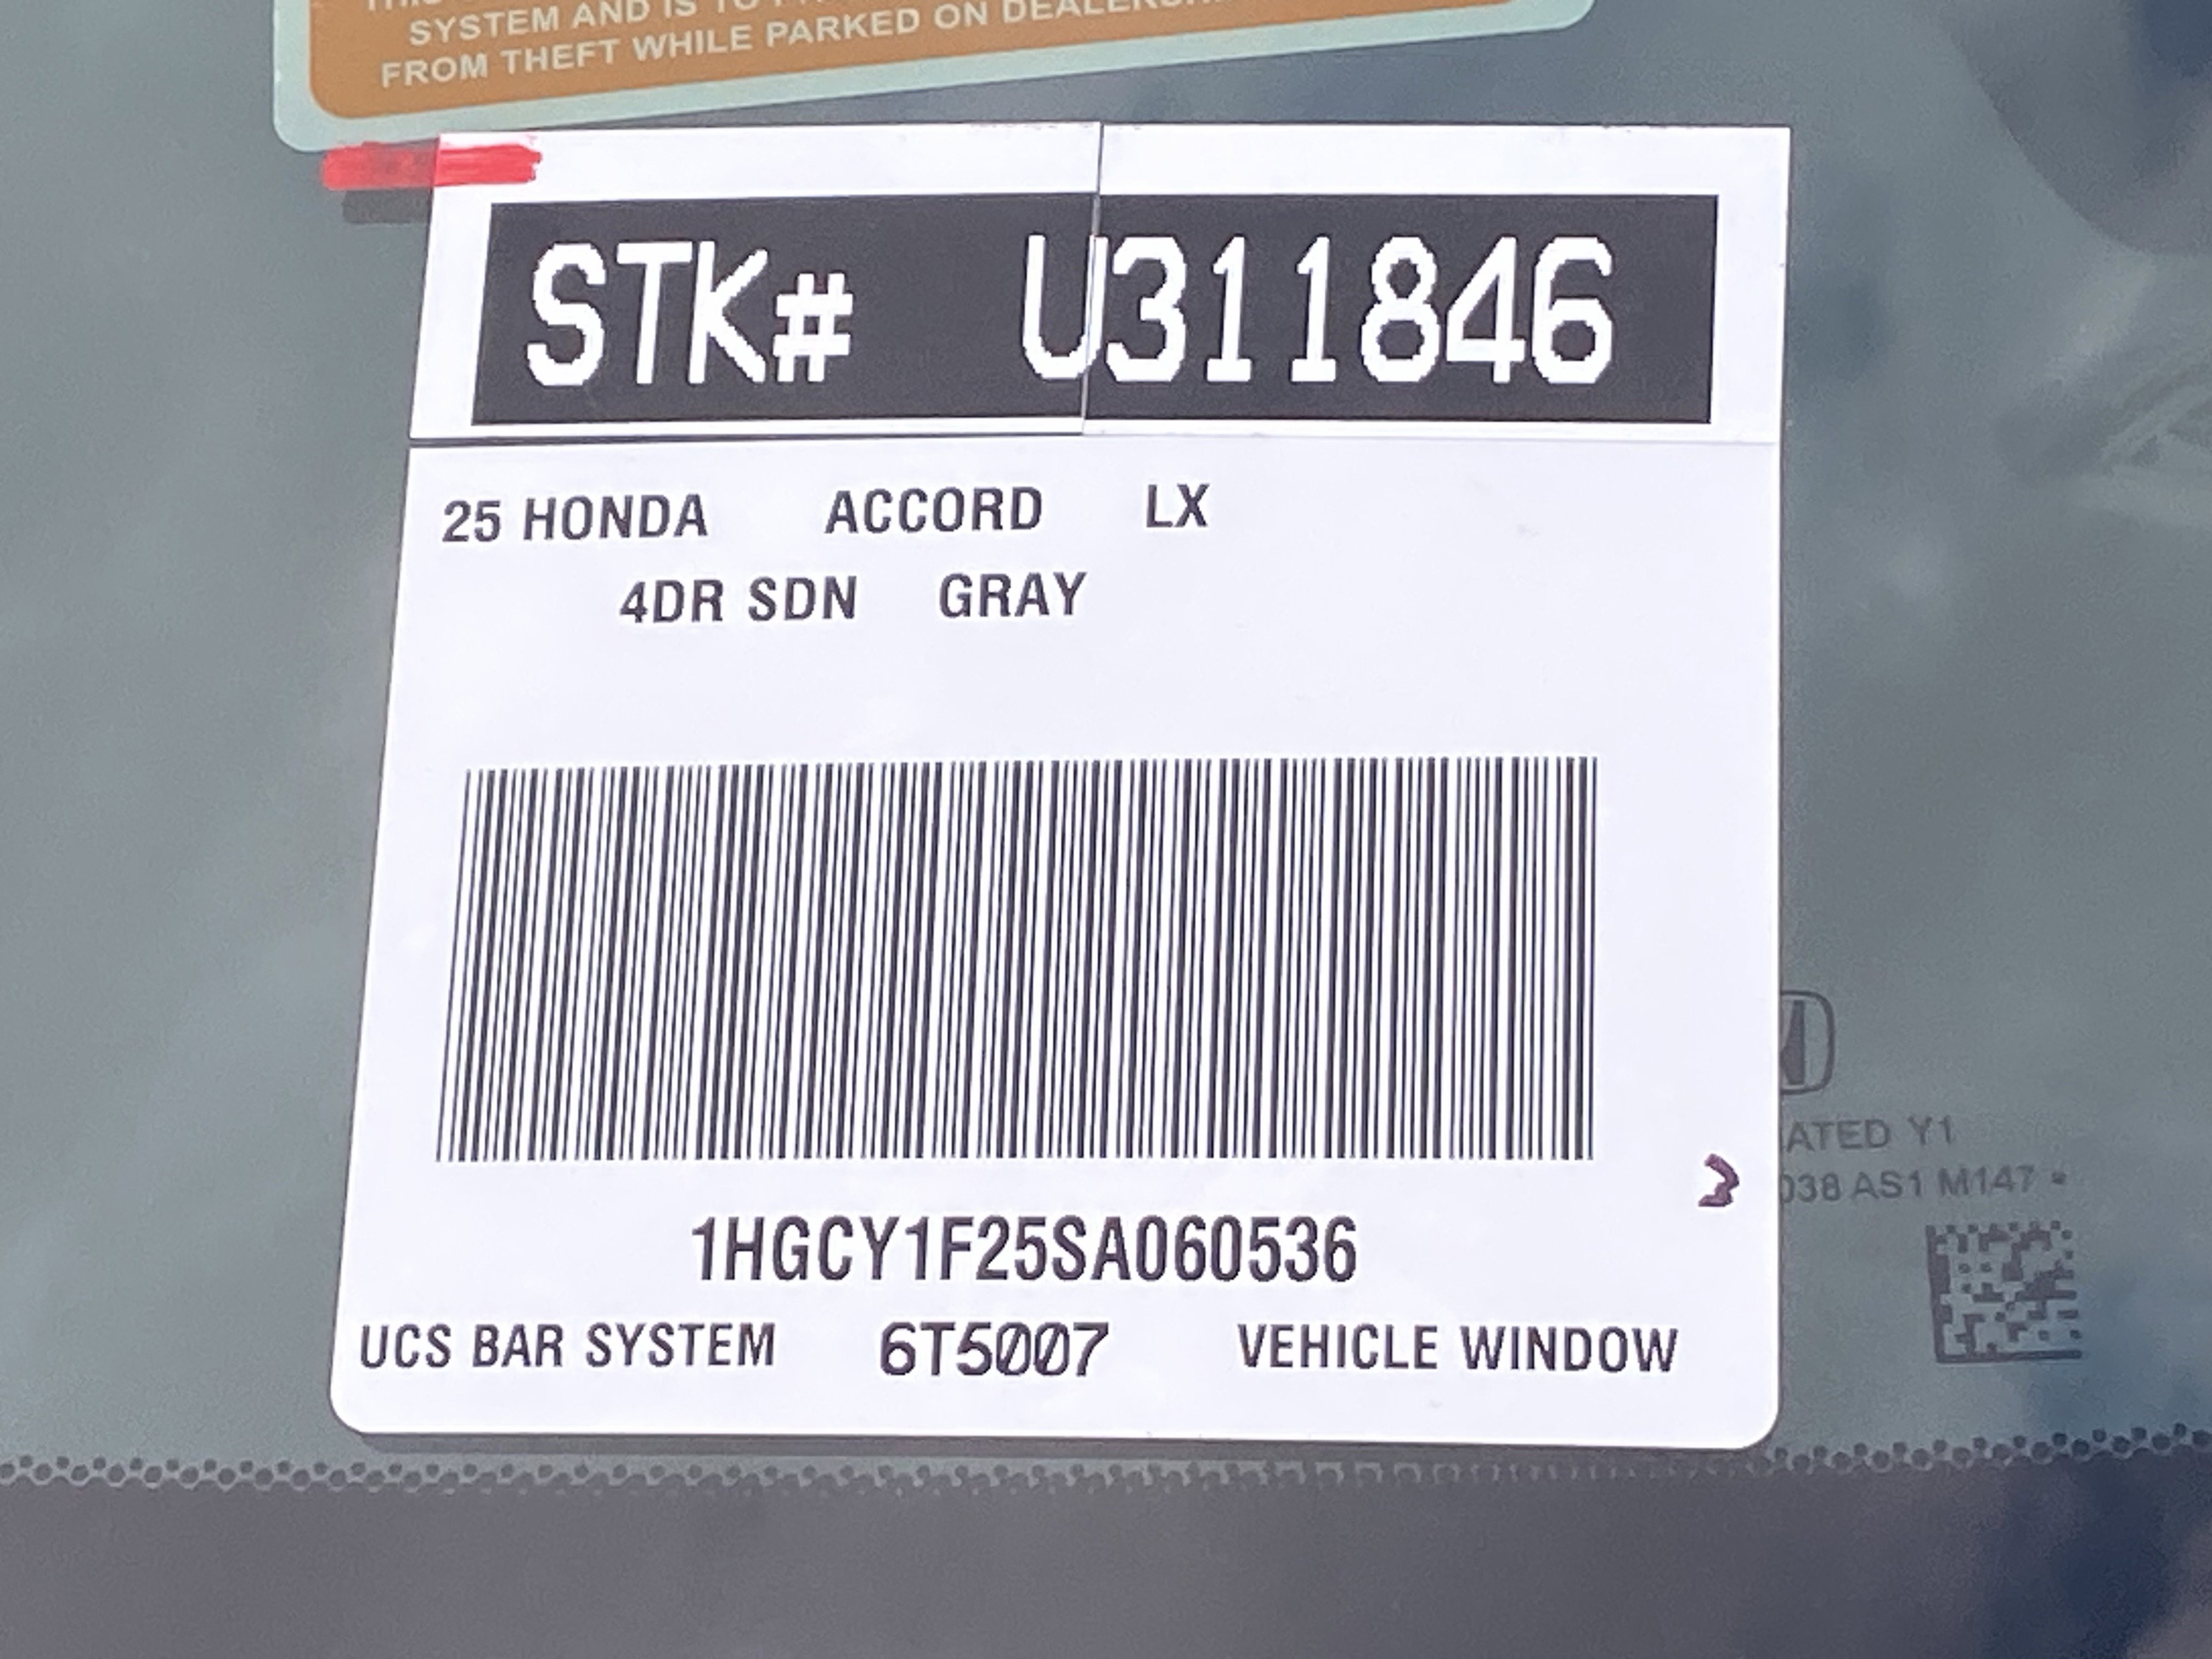 SYSTEM AND IS TO
FROM THEFT WHILE PARKED ON
STK# U311846
25 HONDA ACCORD LX
4DR SDN GRAY
1HGCY1F25SA060536
UCS BAR SYSTEM 6T5007 VEHICLE WINDOW
ATED Y1
038 AS1 M147